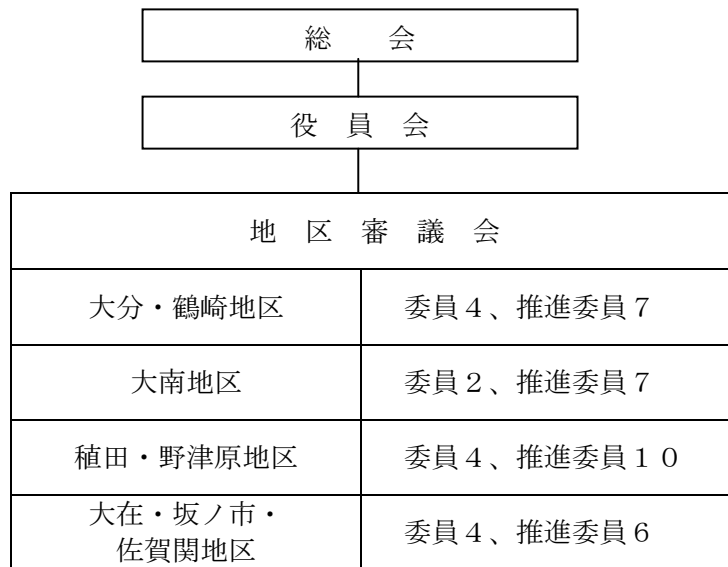 総　会
役　員　会
地　区　審　議　会
大分・鶴崎地区　委員４、推進委員７
大南地区　委員２、推進委員７
稙田・野津原地区　委員４、推進委員１０
大在・坂ノ市・
佐賀関地区　委員４、推進委員６